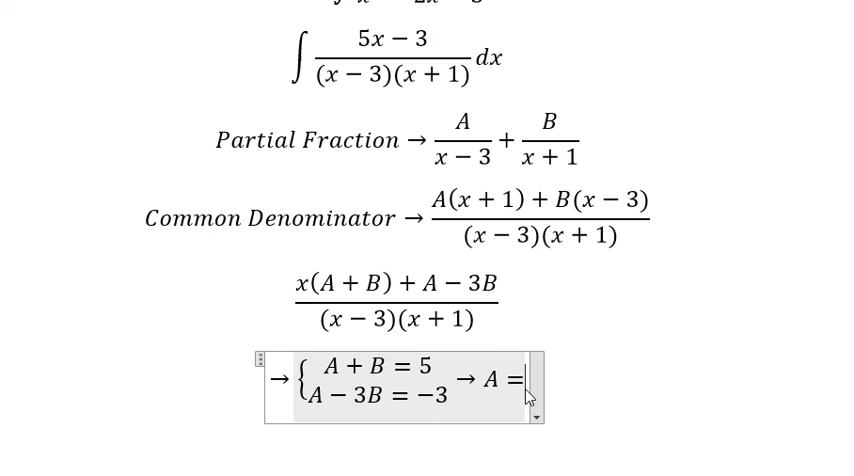 ∫ (5x − 3)/((x − 3)(x + 1)) dx
Partial Fraction → A/(x − 3) + B/(x + 1)
Common Denominator → (A(x + 1) + B(x − 3))/((x − 3)(x + 1))
(x(A + B) + A − 3B)/((x − 3)(x + 1))
→ { A + B = 5
A − 3B = −3 → A =